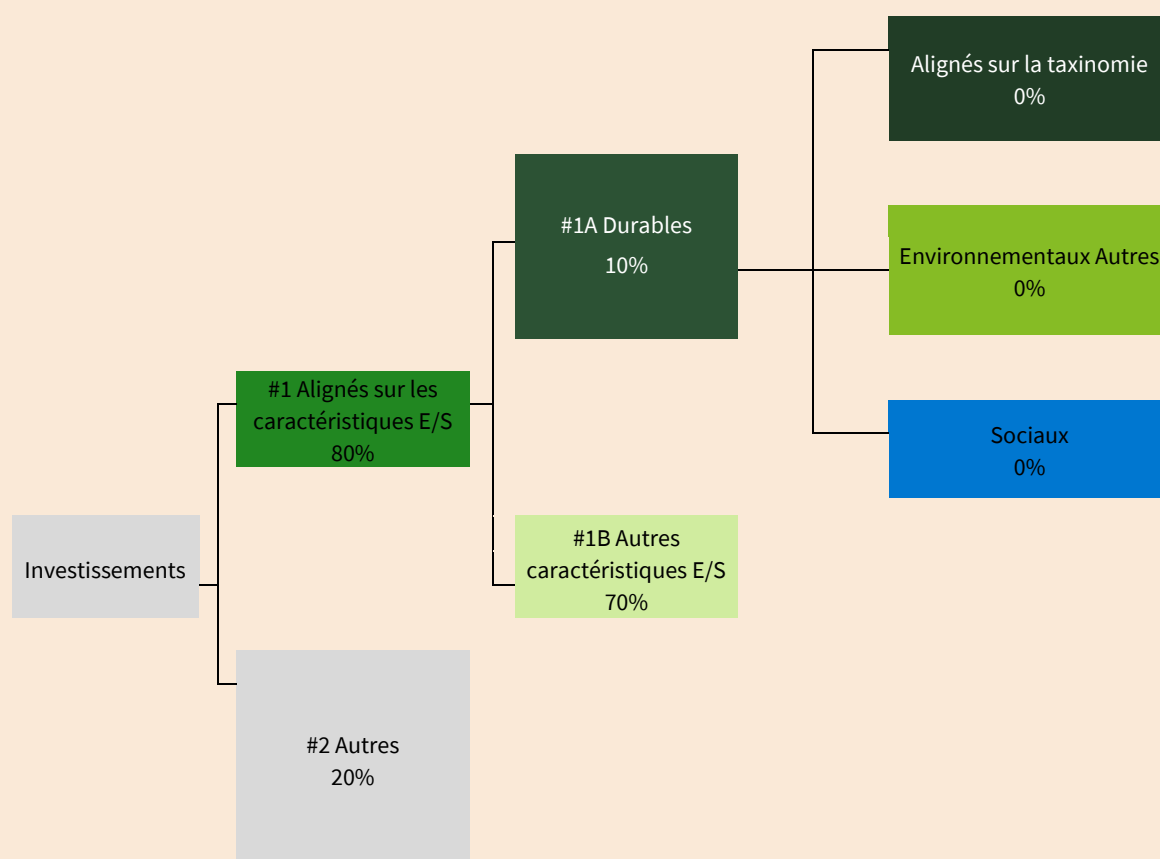 Alignés sur la taxinomie
0%
#1A Durables
10%
Environnementaux Autres
0%
#1 Alignés sur les
caractéristiques E/S
80%
Sociaux
0%
Investissements
#1B Autres
caractéristiques E/S
70%
#2 Autres
20%